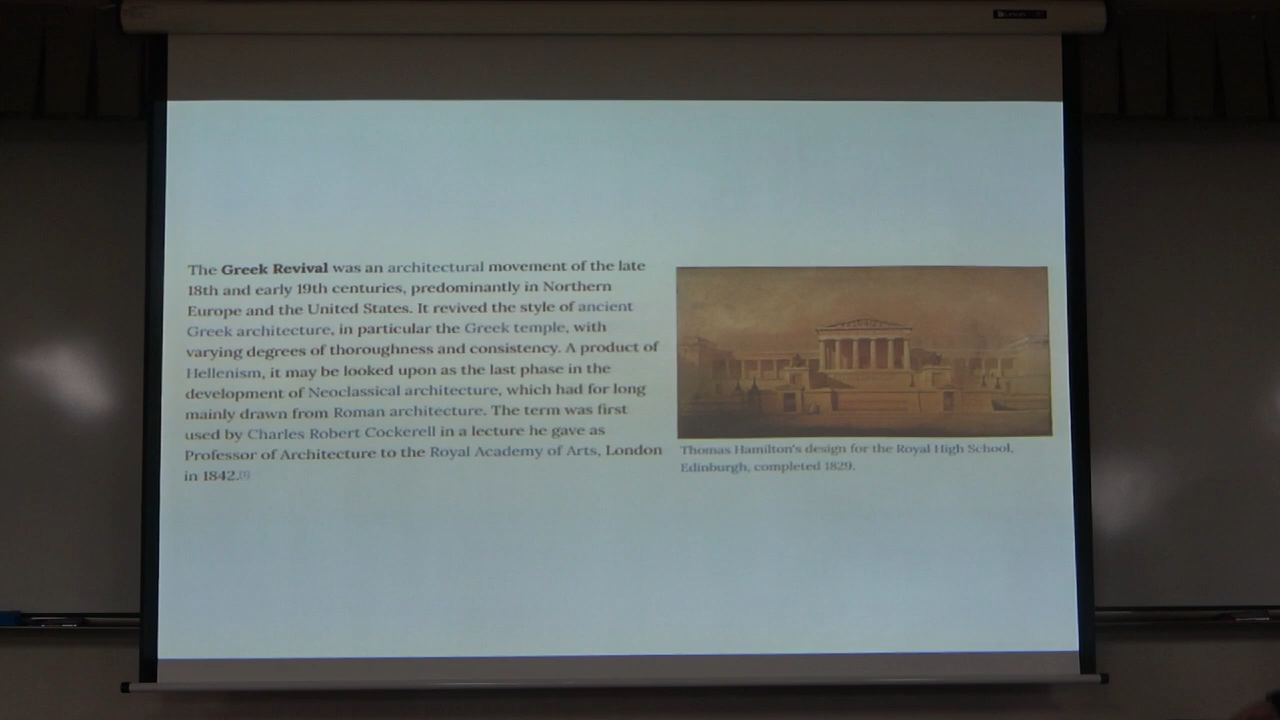 The Greek Revival was an architectural movement of the late
18th and early 19th centuries, predominantly in Northern
Europe and the United States. It revived the style of ancient
Greek architecture, in particular the Greek temple, with
varying degrees of thoroughness and consistency. A product of
Hellenism, it may be looked upon as the last phase in the
development of Neoclassical architecture, which had for long
mainly drawn from Roman architecture. The term was first
used by Charles Robert Cockerell in a lecture he gave as
Professor of Architecture to the Royal Academy of Arts, London
in 1842.
Thomas Hamilton's design for the Royal High School,
Edinburgh, completed 1829.